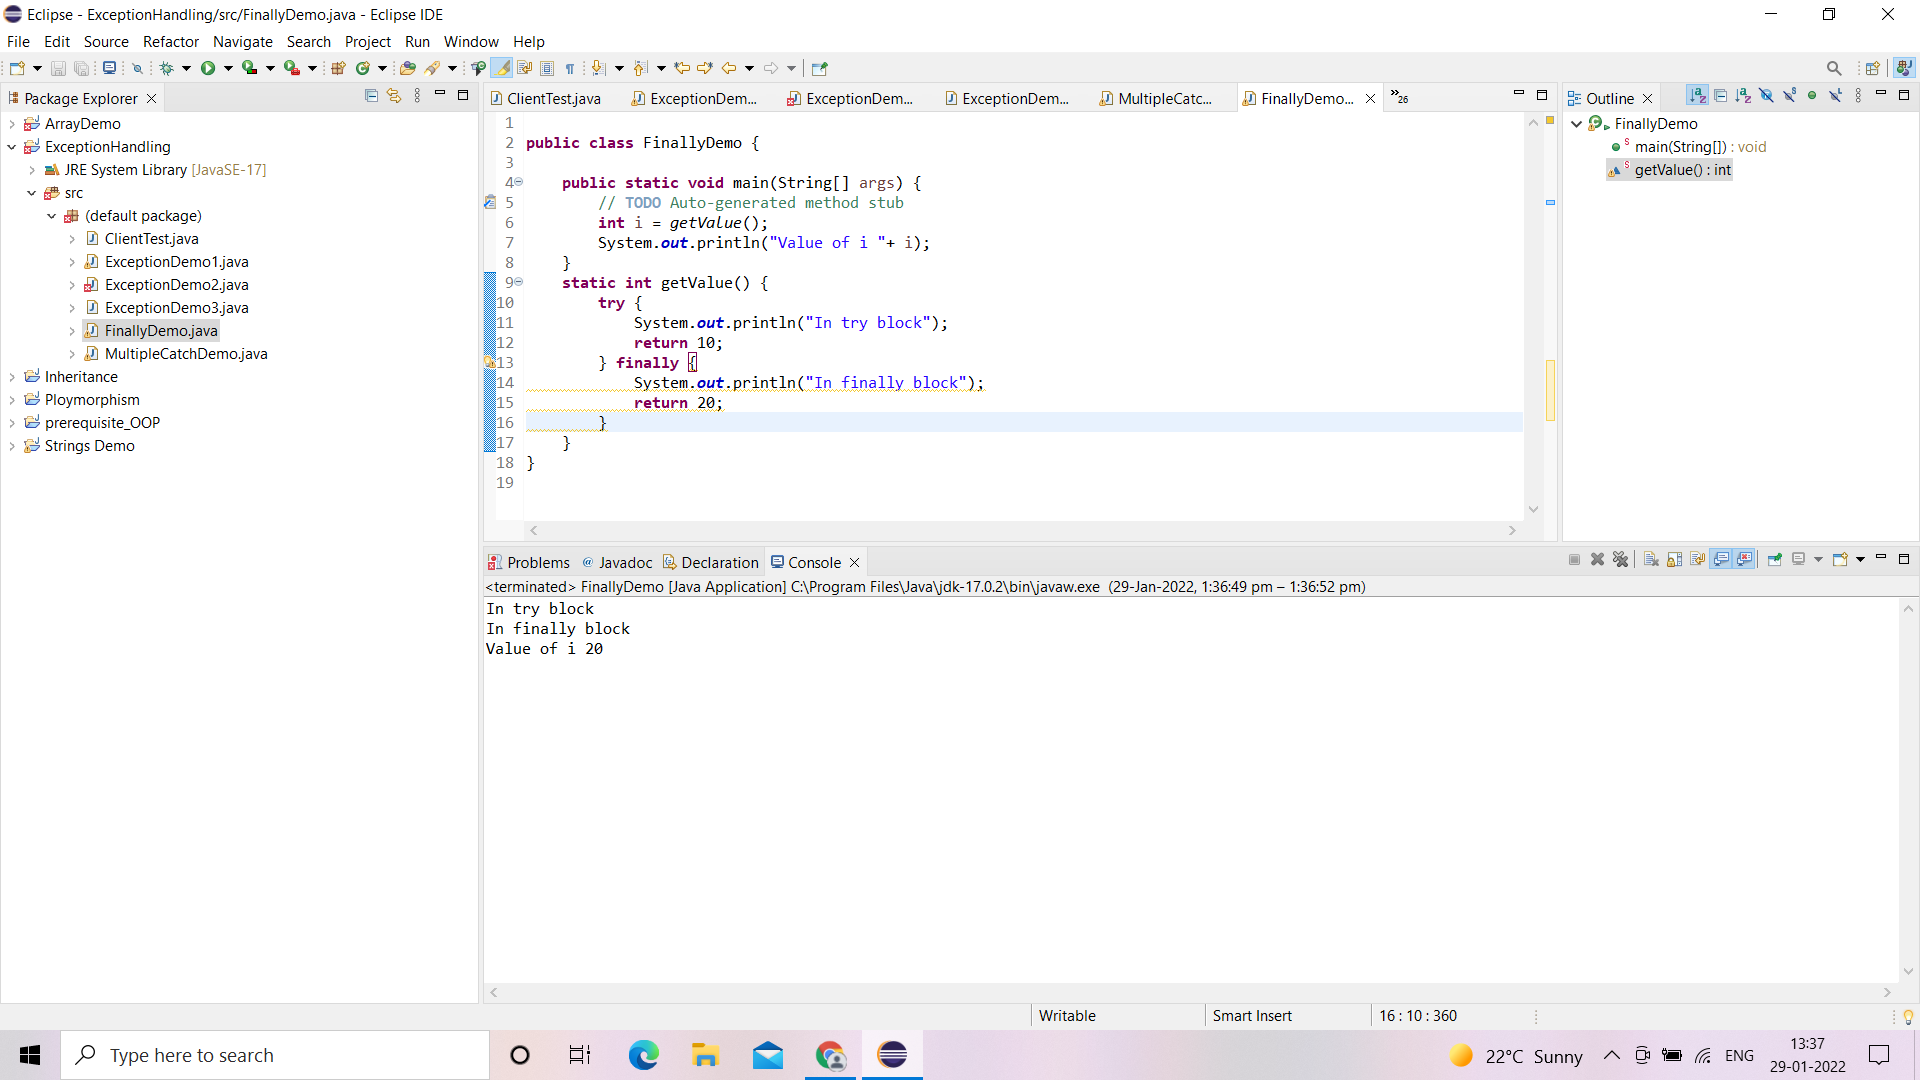 Eclipse - ExceptionHandling/src/FinallyDemo.java - Eclipse IDE
File Edit Source Refactor Navigate Search Project Run Window Help
Package Explorer
ArrayDemo
ExceptionHandling
JRE System Library [JavaSE-17]
src
(default package)
ClientTest.java
ExceptionDemo1.java
ExceptionDemo2.java
ExceptionDemo3.java
FinallyDemo.java
MultipleCatchDemo.java
Inheritance
Ploymorphism
prerequisite_OOP
Strings Demo
ClientTest.java ExceptionDem... ExceptionDem... ExceptionDem... MultipleCatc... FinallyDemo... »26
1
2 public class FinallyDemo {
3
4 public static void main(String[] args) {
5 // TODO Auto-generated method stub
6 int i = getValue();
7 System.out.println("Value of i "+ i);
8 }
9 static int getValue() {
10 try {
11 System.out.println("In try block");
12 return 10;
13 } finally {
14 System.out.println("In finally block");
15 return 20;
16 }
17 }
18 }
19
Outline
FinallyDemo
main(String[]) : void
getValue() : int
Problems Javadoc Declaration Console
<terminated> FinallyDemo [Java Application] C:\Program Files\Java\jdk-17.0.2\bin\javaw.exe (29-Jan-2022, 1:36:49 pm – 1:36:52 pm)
In try block
In finally block
Value of i 20
Writable Smart Insert 16 : 10 : 360
Type here to search
22°C Sunny ENG
13:37
29-01-2022